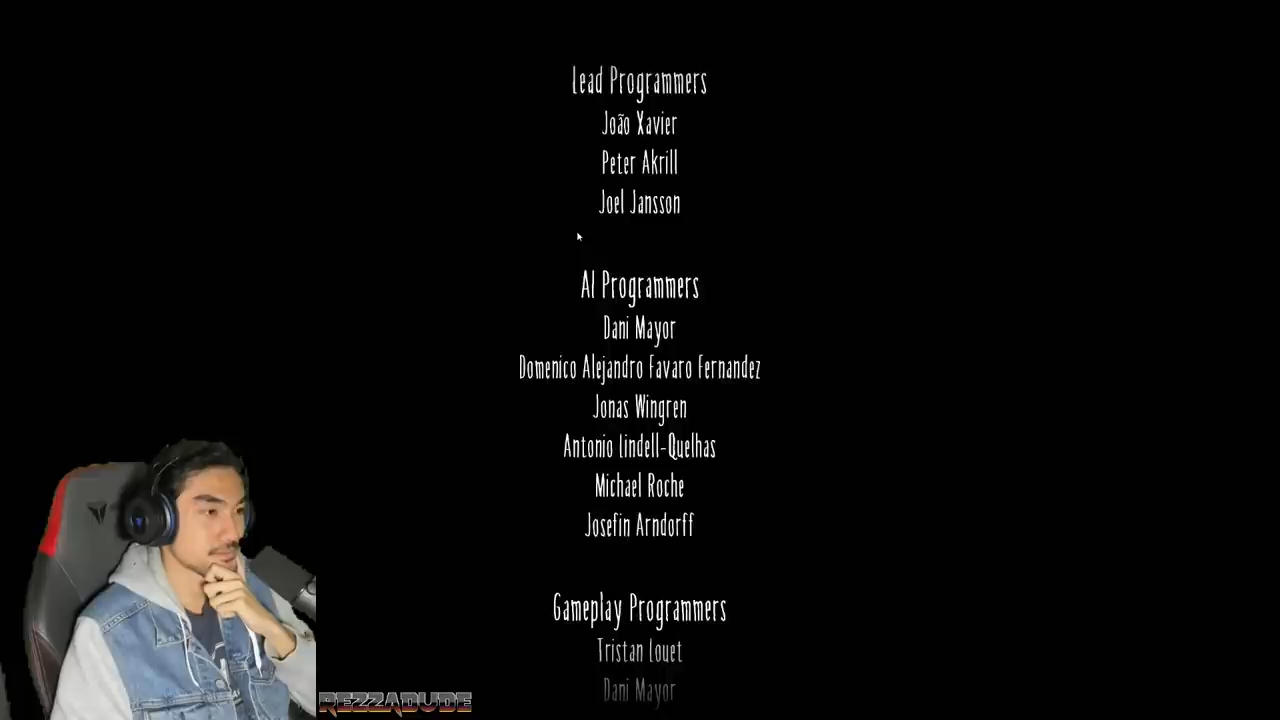 Lead Programmers
João Xavier
Peter Akrill
Joel Jansson
AI Programmers
Dani Mayor
Domenico Alejandro Favaro Fernandez
Jonas Wingren
Antonio Lindell-Quelhas
Michael Roche
Josefin Arndorff
Gameplay Programmers
Tristan Louet
Dani Mayor
REZZADUDE